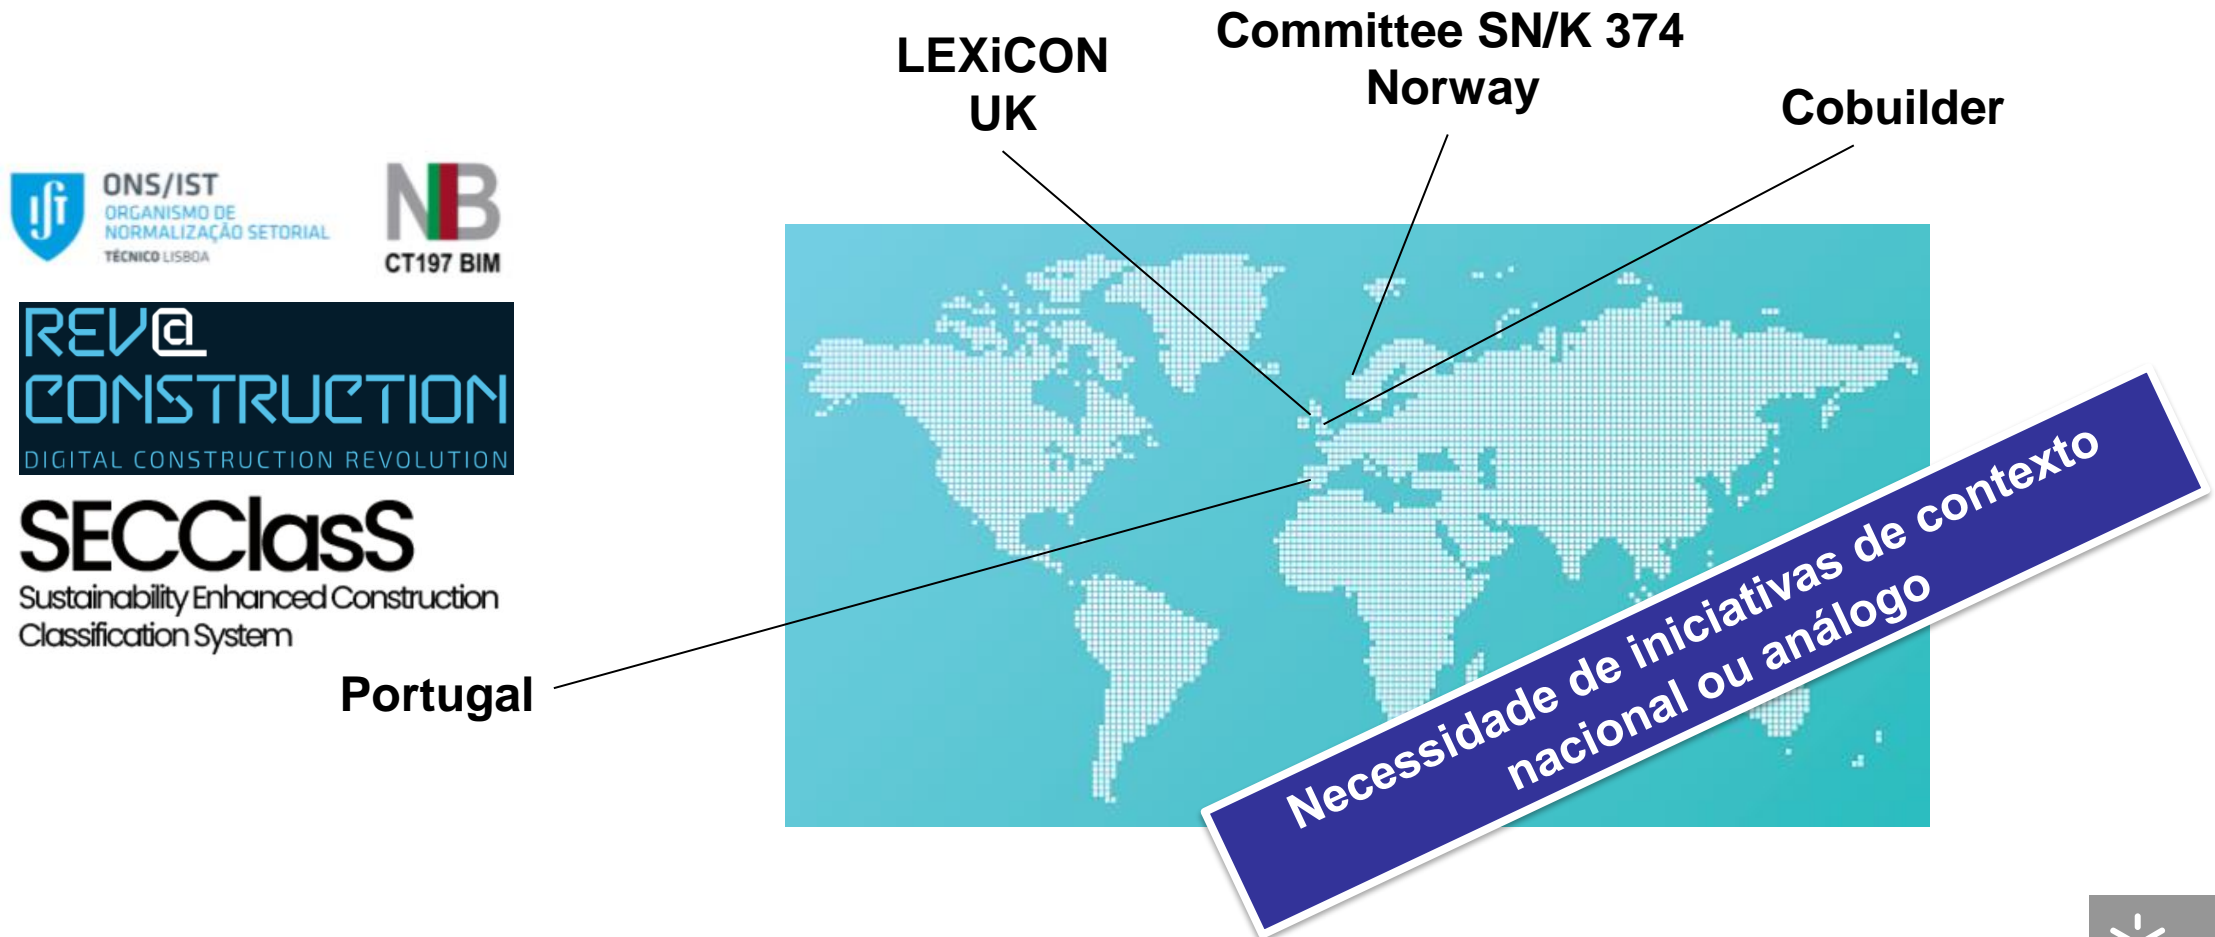 LEXiCON
UK
Committee SN/K 374
Norway
Cobuilder
IST
ONS/IST
ORGANISMO DE
NORMALIZAÇÃO SETORIAL
TÉCNICO LISBOA
NB
CT197 BIM
REV@
CONSTRUCTION
DIGITAL CONSTRUCTION REVOLUTION
SECClasS
Sustainability Enhanced Construction
Classification System
Portugal
Necessidade de iniciativas de contexto
nacional ou análogo